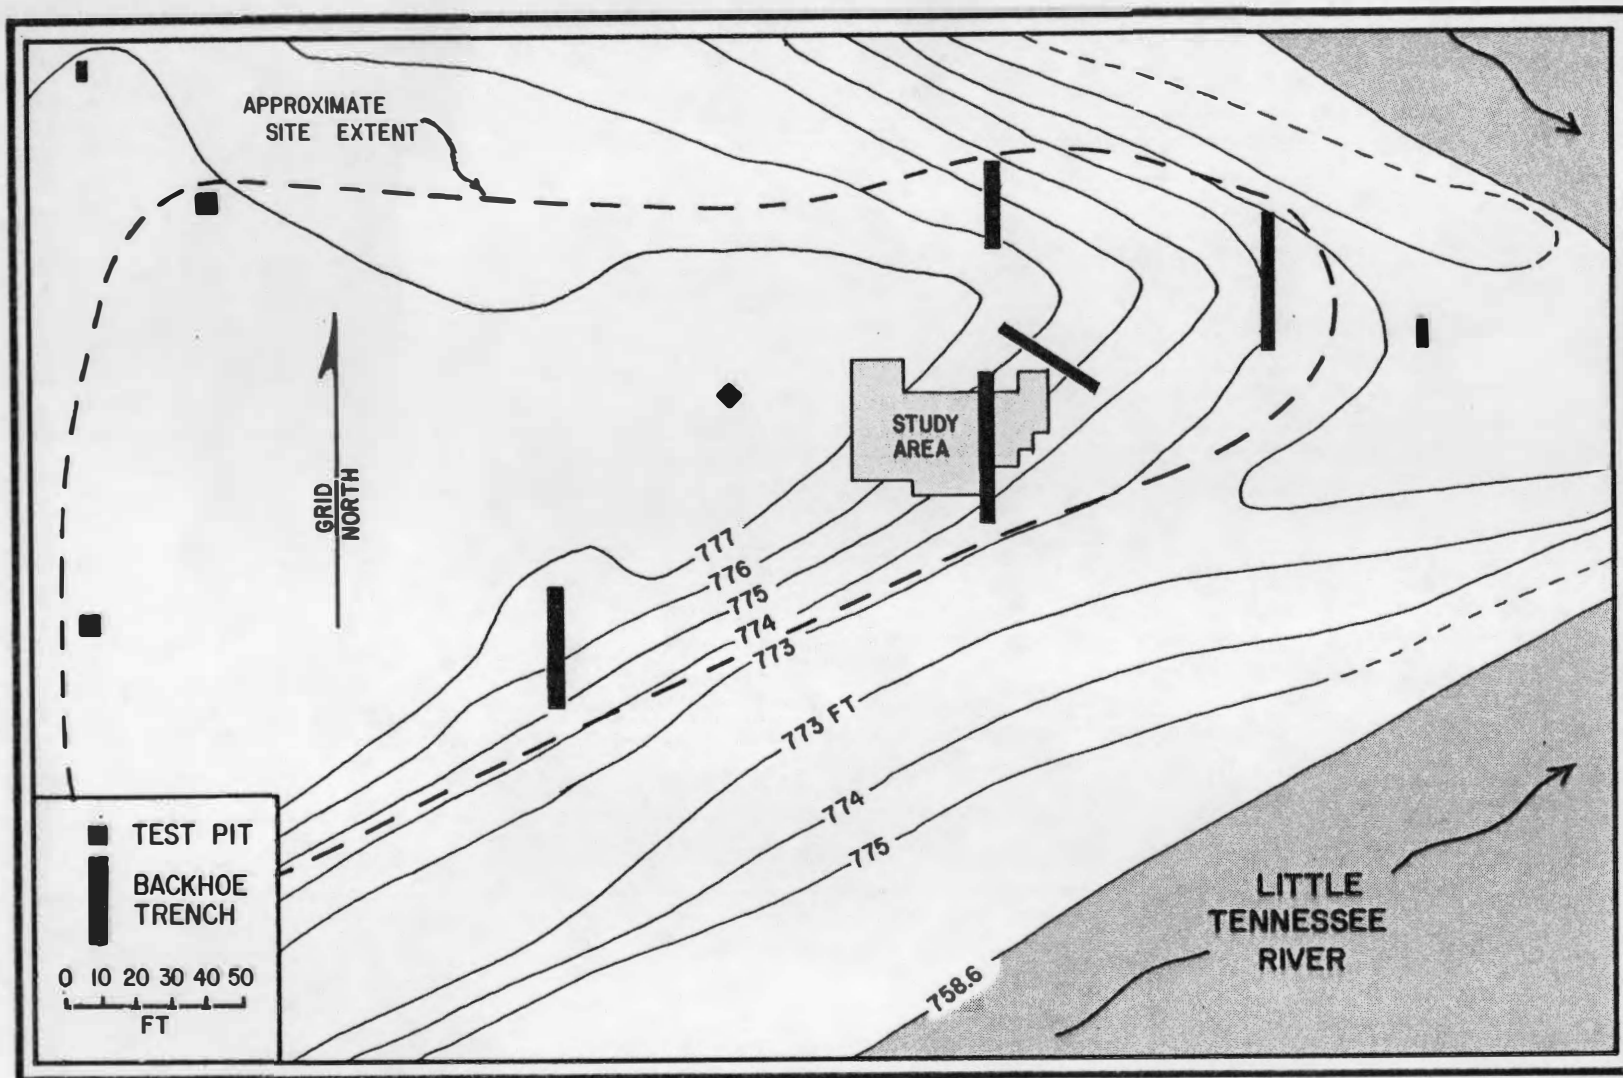 APPROXIMATE
SITE EXTENT
STUDY
AREA
GRID
NORTH
777
776
775
774
773
773 FT
774
775
758.6
TEST PIT
BACKHOE
TRENCH
0 10 20 30 40 50
FT
LITTLE
TENNESSEE
RIVER